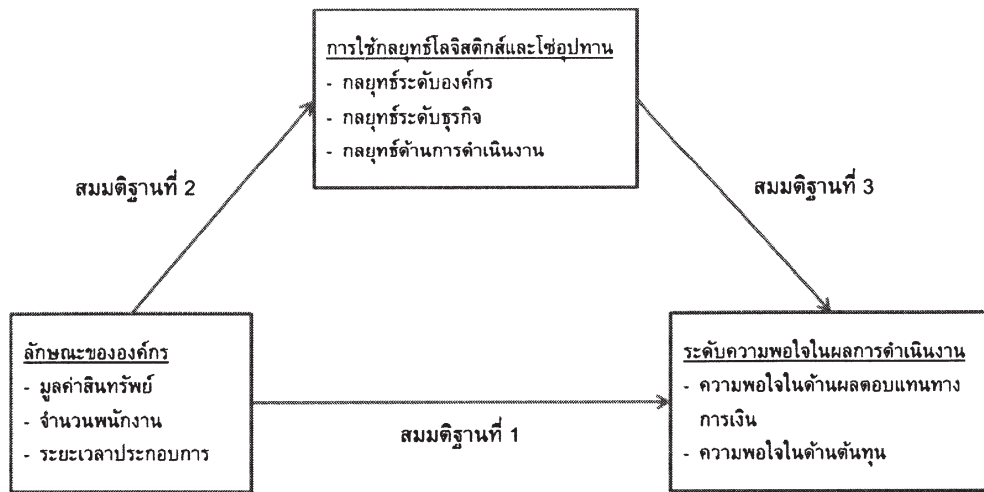 การใช้กลยุทธ์โลจิสติกส์และโซ่อุปทาน
- กลยุทธ์ระดับองค์กร
- กลยุทธ์ระดับธุรกิจ
- กลยุทธ์ด้านการดำเนินงาน
สมมติฐานที่ 2
สมมติฐานที่ 3
ลักษณะขององค์กร
- มูลค่าสินทรัพย์
- จำนวนพนักงาน
- ระยะเวลาประกอบการ
สมมติฐานที่ 1
ระดับความพอใจในผลการดำเนินงาน
- ความพอใจในด้านผลตอบแทนทาง
การเงิน
- ความพอใจในด้านต้นทุน